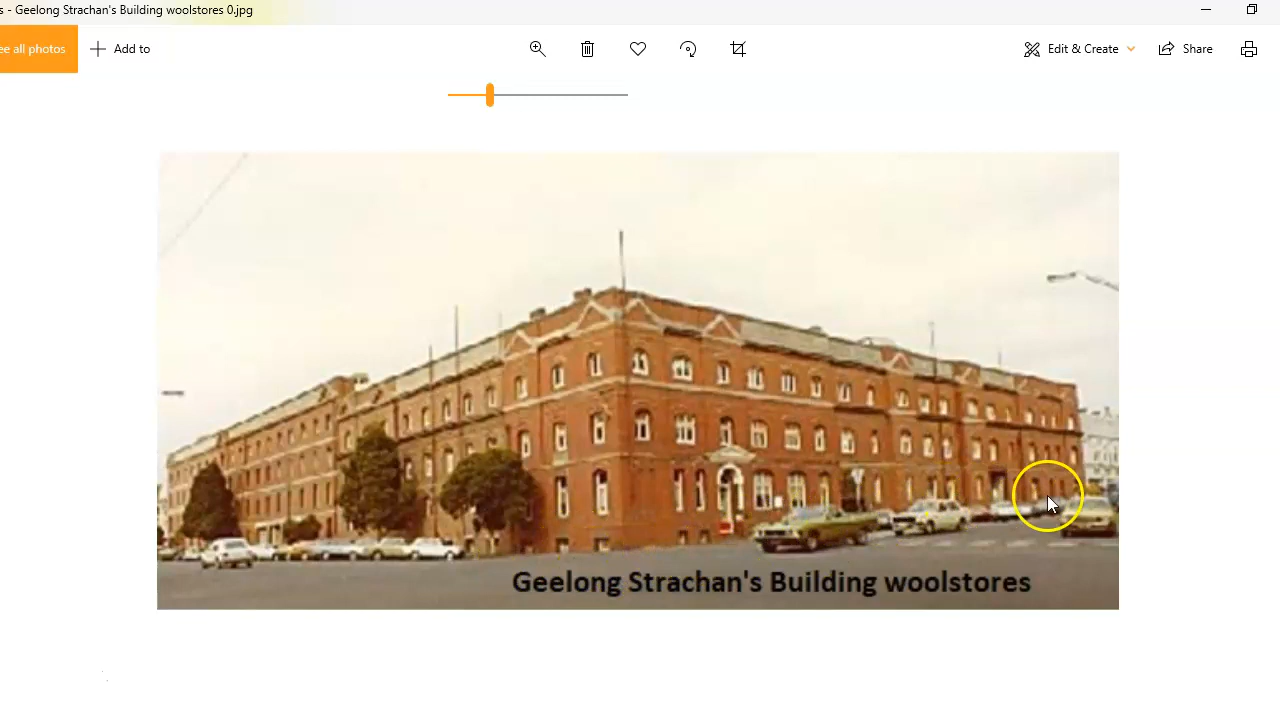 s - Geelong Strachan's Building woolstores 0.jpg
ee all photos
Add to
Edit & Create
Share
Geelong Strachan's Building woolstores